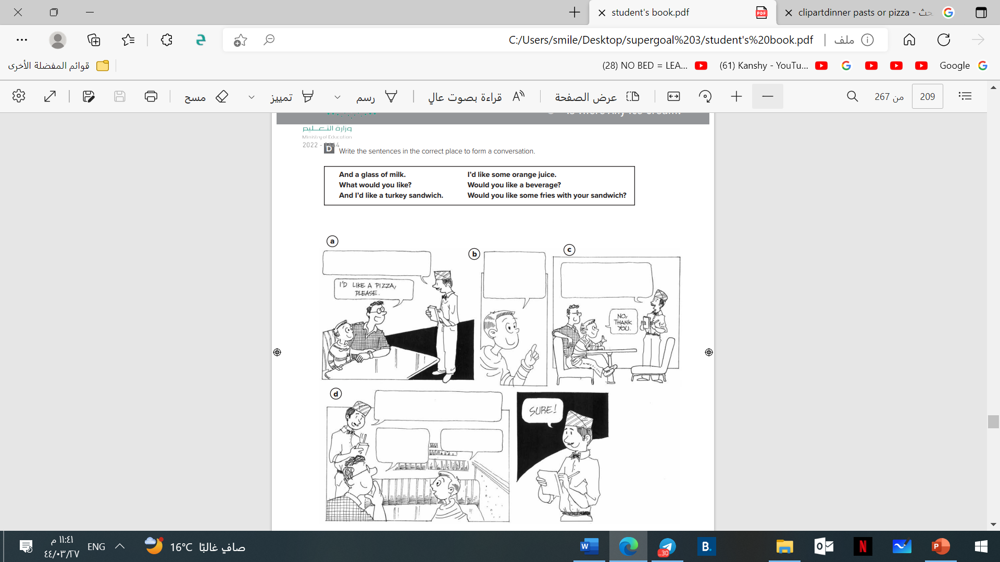 student's book.pdf
clipartdinner pasts or pizza -
C:/Users/smile/Desktop/supergoal%203/student's%20book.pdf
ملف
قوائم المفضلة الأخرى
(28) NO BED = LEA...
(61) Kanshy - YouTu...
Google
مسح
تمييز
رسم
قراءة بصوت عالٍ
عرض الصفحة
من 267
209
وزارة التعليم
Ministry of Education
2022 - 1444
D Write the sentences in the correct place to form a conversation.
And a glass of milk.
What would you like?
And I'd like a turkey sandwich.
I'd like some orange juice.
Would you like a beverage?
Would you like some fries with your sandwich?
a
b
c
I'D LIKE A PIZZA,
PLEASE.
NO,
THANK
YOU.
d
SURE!
١١:٤١ م
٤٤/٠٣/٢٧
ENG
16°C صافٍ غالبًا
30
B.